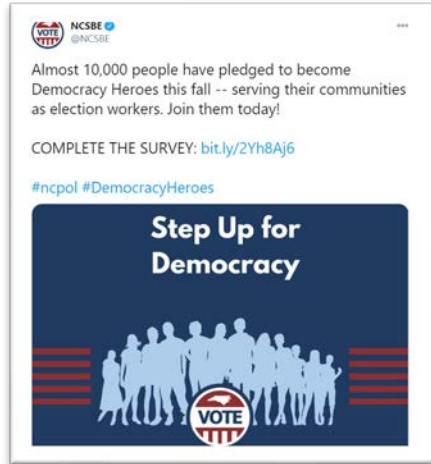 VOTE
NCSBE
@NCSBE
Almost 10,000 people have pledged to become
Democracy Heroes this fall -- serving their communities
as election workers. Join them today!
COMPLETE THE SURVEY: bit.ly/2Yh8Aj6
#ncpol #DemocracyHeroes
Step Up for
Democracy
VOTE